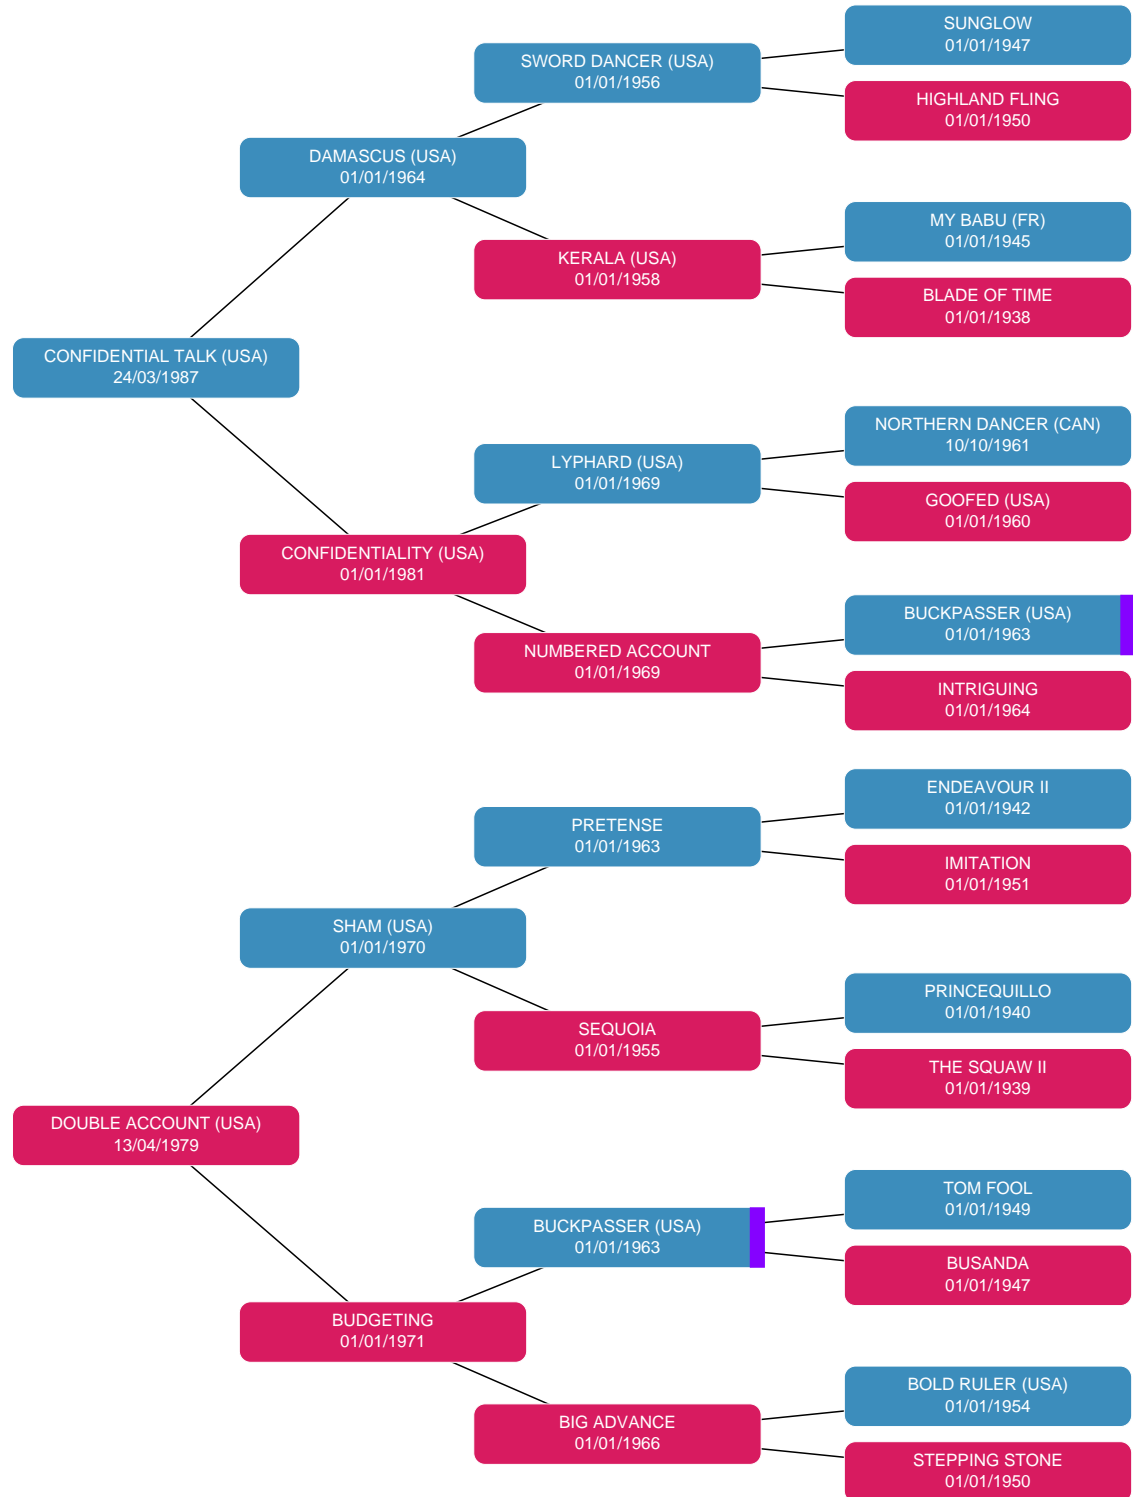 SUNGLOW
01/01/1947
SWORD DANCER (USA)
01/01/1956
HIGHLAND FLING
01/01/1950
DAMASCUS (USA)
01/01/1964
MY BABU (FR)
01/01/1945
KERALA (USA)
01/01/1958
BLADE OF TIME
01/01/1938
CONFIDENTIAL TALK (USA)
24/03/1987
NORTHERN DANCER (CAN)
10/10/1961
LYPHARD (USA)
01/01/1969
GOOFED (USA)
01/01/1960
CONFIDENTIALITY (USA)
01/01/1981
BUCKPASSER (USA)
01/01/1963
NUMBERED ACCOUNT
01/01/1969
INTRIGUING
01/01/1964
ENDEAVOUR II
01/01/1942
PRETENSE
01/01/1963
IMITATION
01/01/1951
SHAM (USA)
01/01/1970
PRINCEQUILLO
01/01/1940
SEQUOIA
01/01/1955
THE SQUAW II
01/01/1939
DOUBLE ACCOUNT (USA)
13/04/1979
TOM FOOL
01/01/1949
BUCKPASSER (USA)
01/01/1963
BUSANDA
01/01/1947
BUDGETING
01/01/1971
BOLD RULER (USA)
01/01/1954
BIG ADVANCE
01/01/1966
STEPPING STONE
01/01/1950